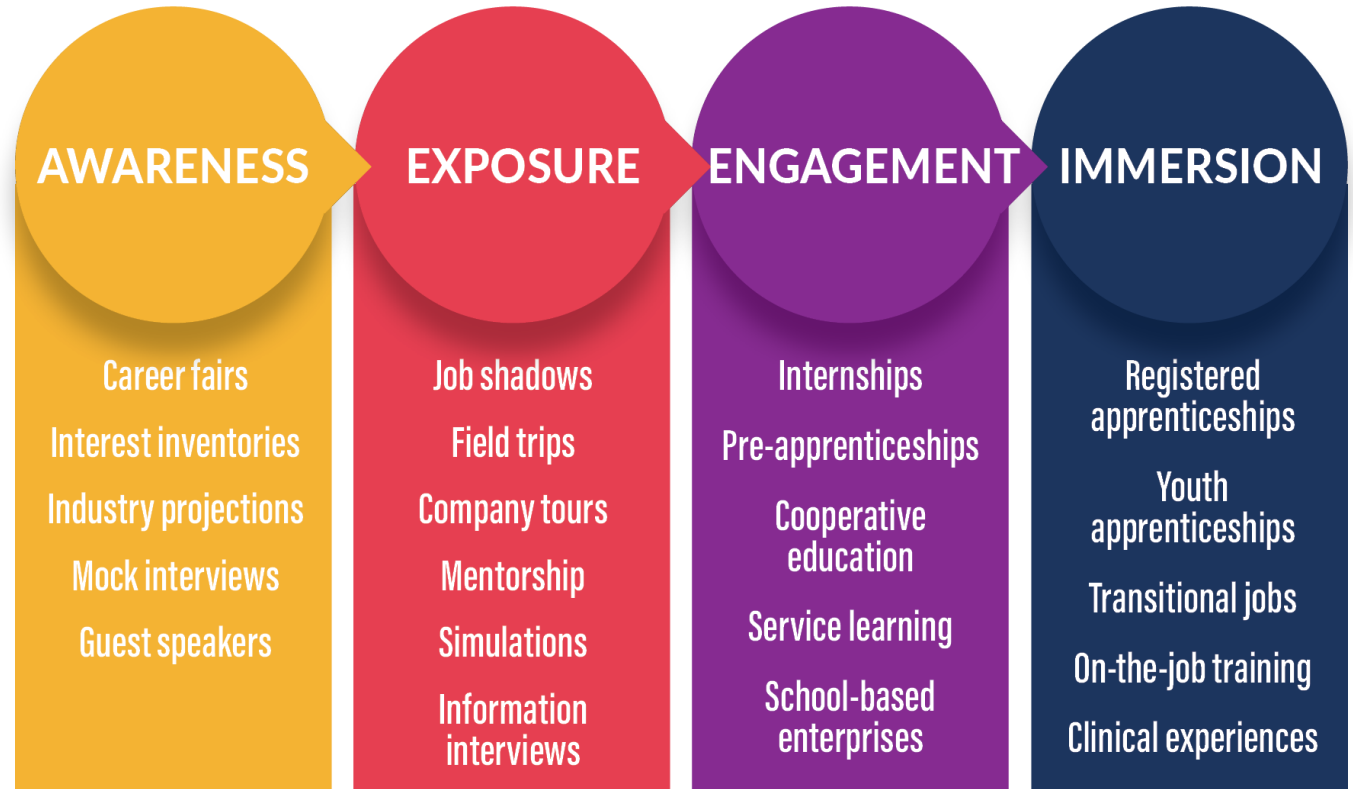 AWARENESS
Career fairs
Interest inventories
Industry projections
Mock interviews
Guest speakers
EXPOSURE
Job shadows
Field trips
Company tours
Mentorship
Simulations
Information
interviews
ENGAGEMENT
Internships
Pre-apprenticeships
Cooperative
education
Service learning
School-based
enterprises
IMMERSION
Registered
apprenticeships
Youth
apprenticeships
Transitional jobs
On-the-job training
Clinical experiences